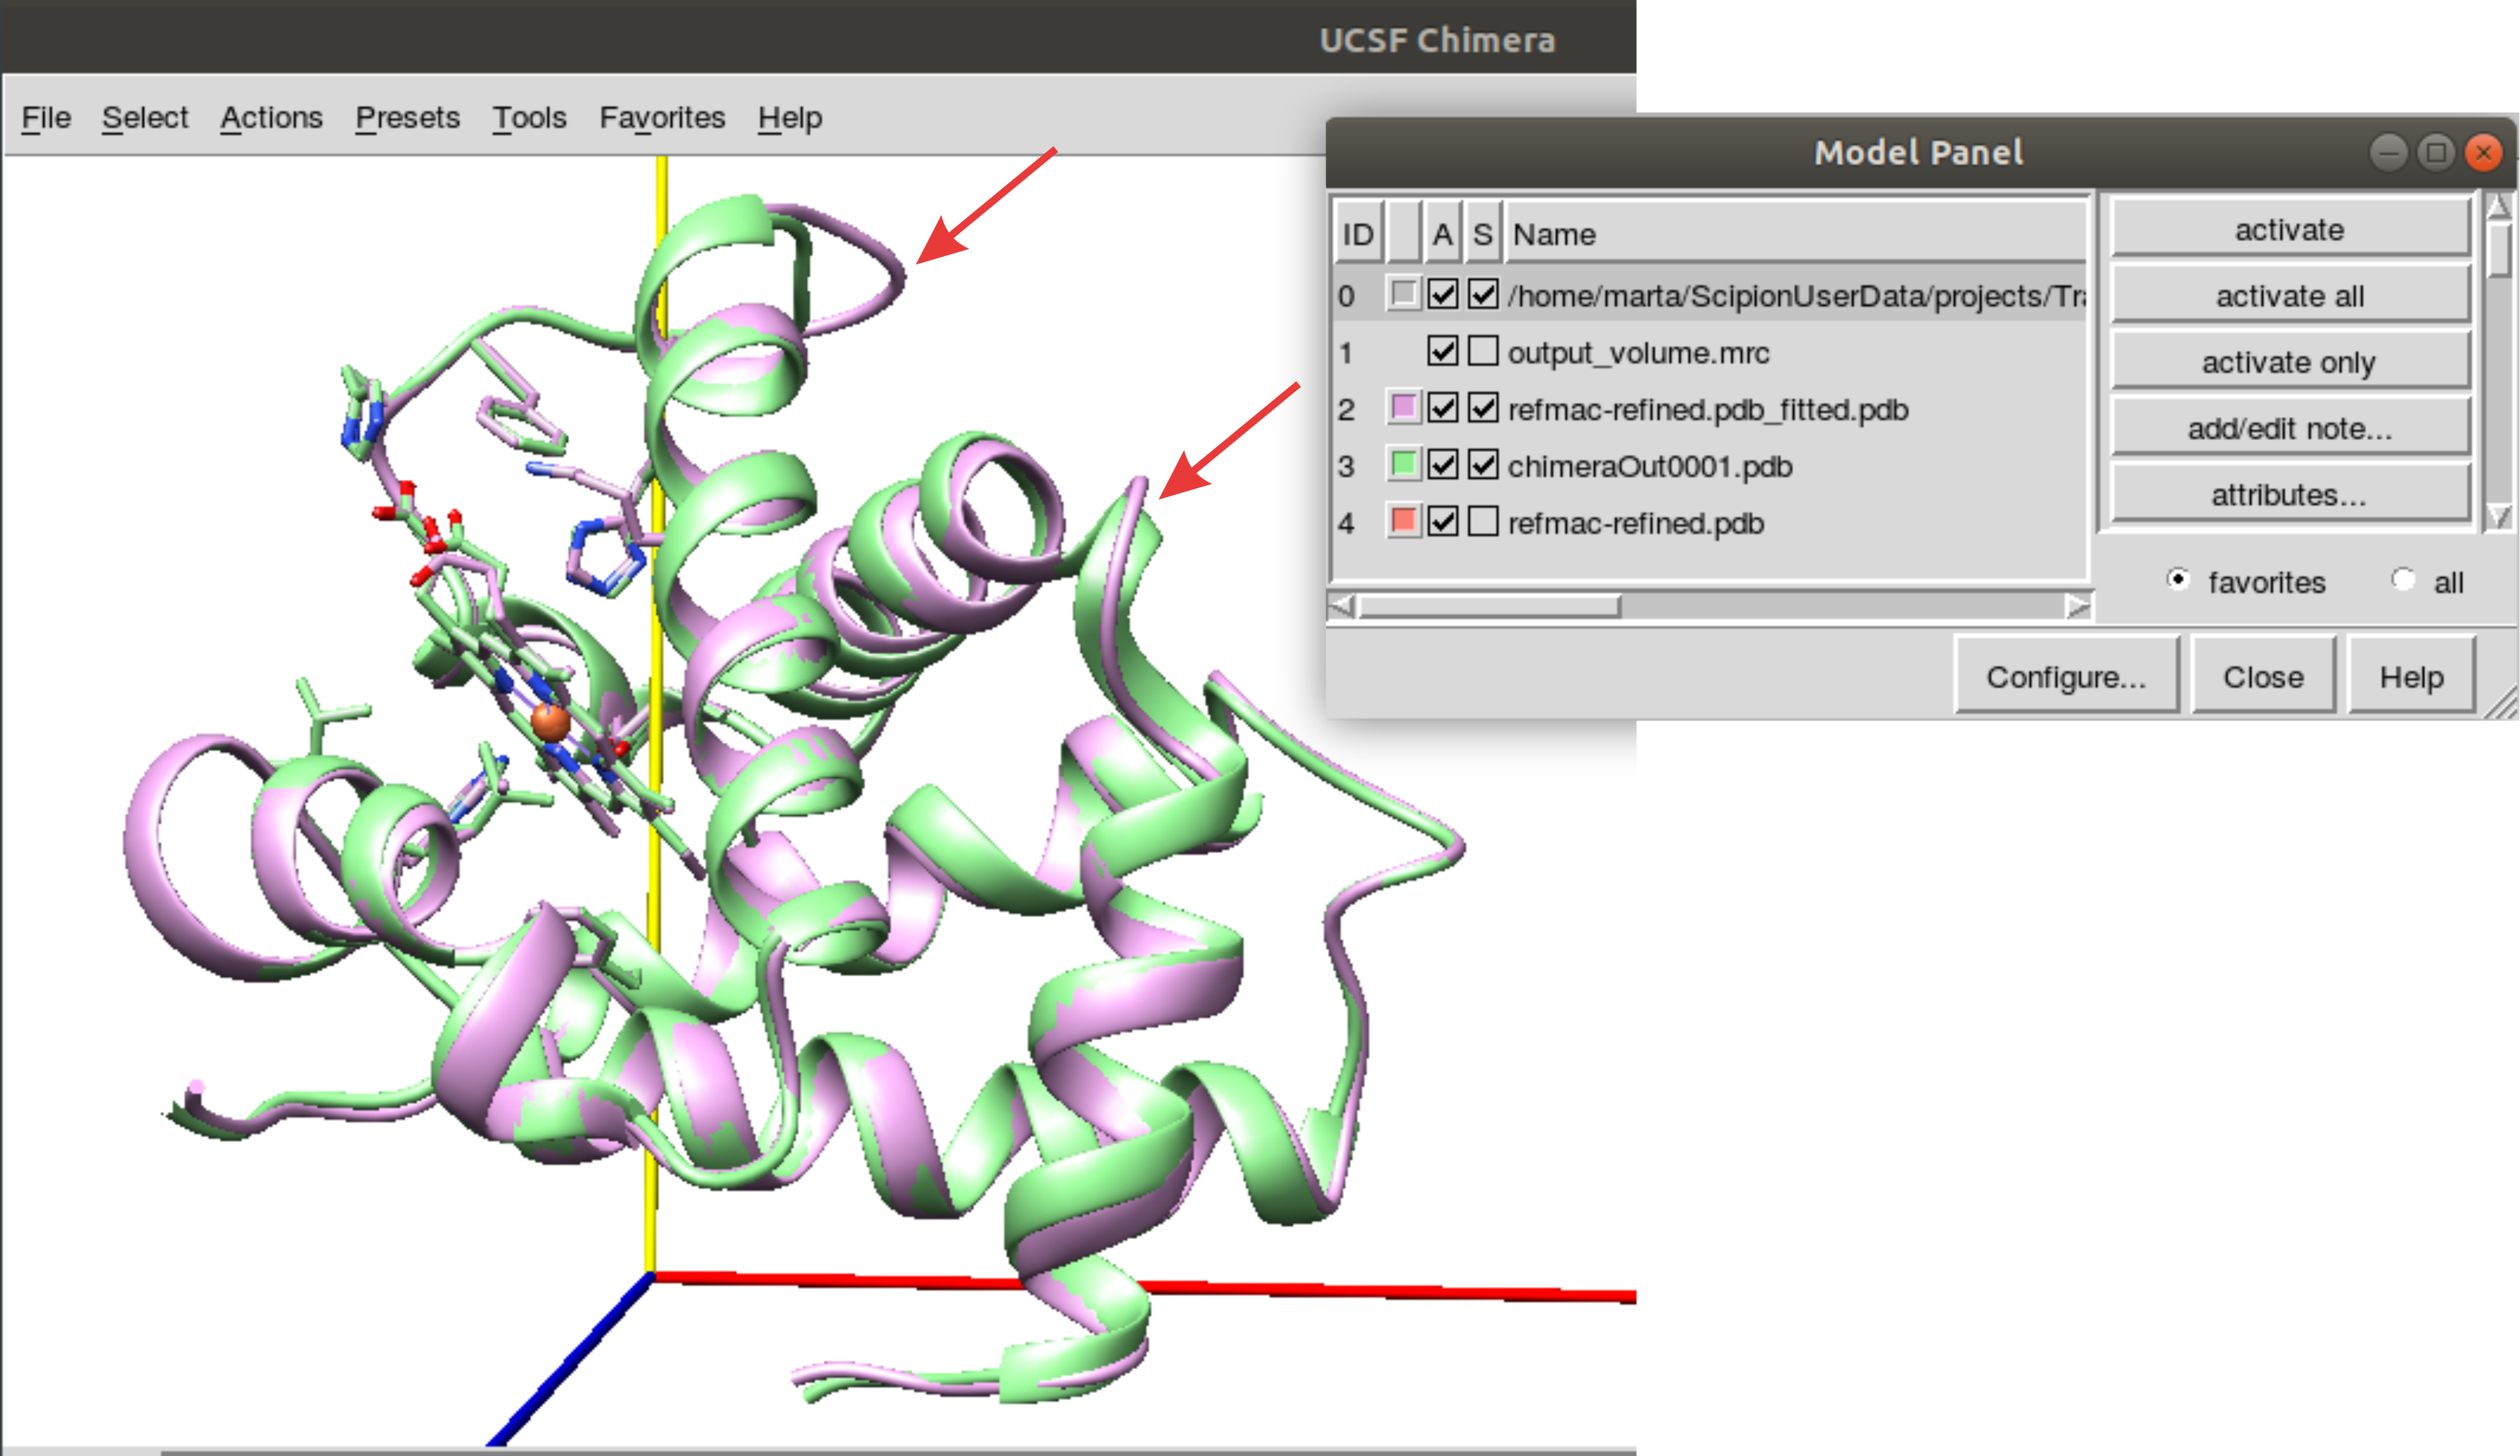 UCSF Chimera
File Select Actions Presets Tools Favorites Help
Model Panel
ID A S Name
0 /home/marta/ScipionUserData/projects/Tra
1 output_volume.mrc
2 refmac-refined.pdb_fitted.pdb
3 chimeraOut0001.pdb
4 refmac-refined.pdb
activate
activate all
activate only
add/edit note...
attributes...
favorites all
Configure... Close Help